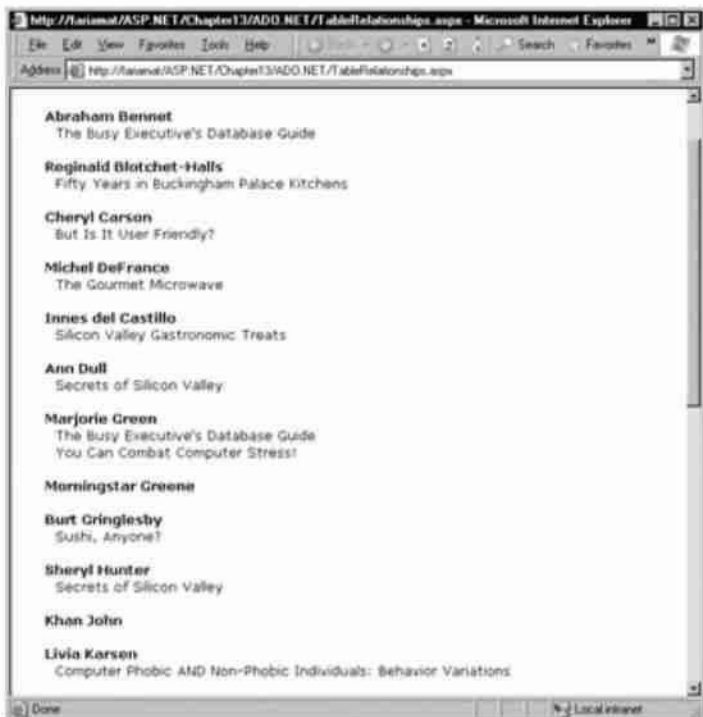 http://fariamat/ASP.NET/Chapter13/ADO.NET/TableRelationships.aspx - Microsoft Internet Explorer
File Edit View Favorites Tools Help Search Favorites »
Address http://fariamat/ASP.NET/Chapter13/ADO.NET/TableRelationships.aspx
Abraham Bennet
The Busy Executive's Database Guide
Reginald Blotchet-Halls
Fifty Years in Buckingham Palace Kitchens
Cheryl Carson
But Is It User Friendly?
Michel DeFrance
The Gourmet Microwave
Innes del Castillo
Silicon Valley Gastronomic Treats
Ann Dull
Secrets of Silicon Valley
Marjorie Green
The Busy Executive's Database Guide
You Can Combat Computer Stress!
Morningstar Greene
Burt Gringlesby
Sushi, Anyone?
Sheryl Hunter
Secrets of Silicon Valley
Khan John
Livia Karsen
Computer Phobic AND Non-Phobic Individuals: Behavior Variations
Done Local intranet